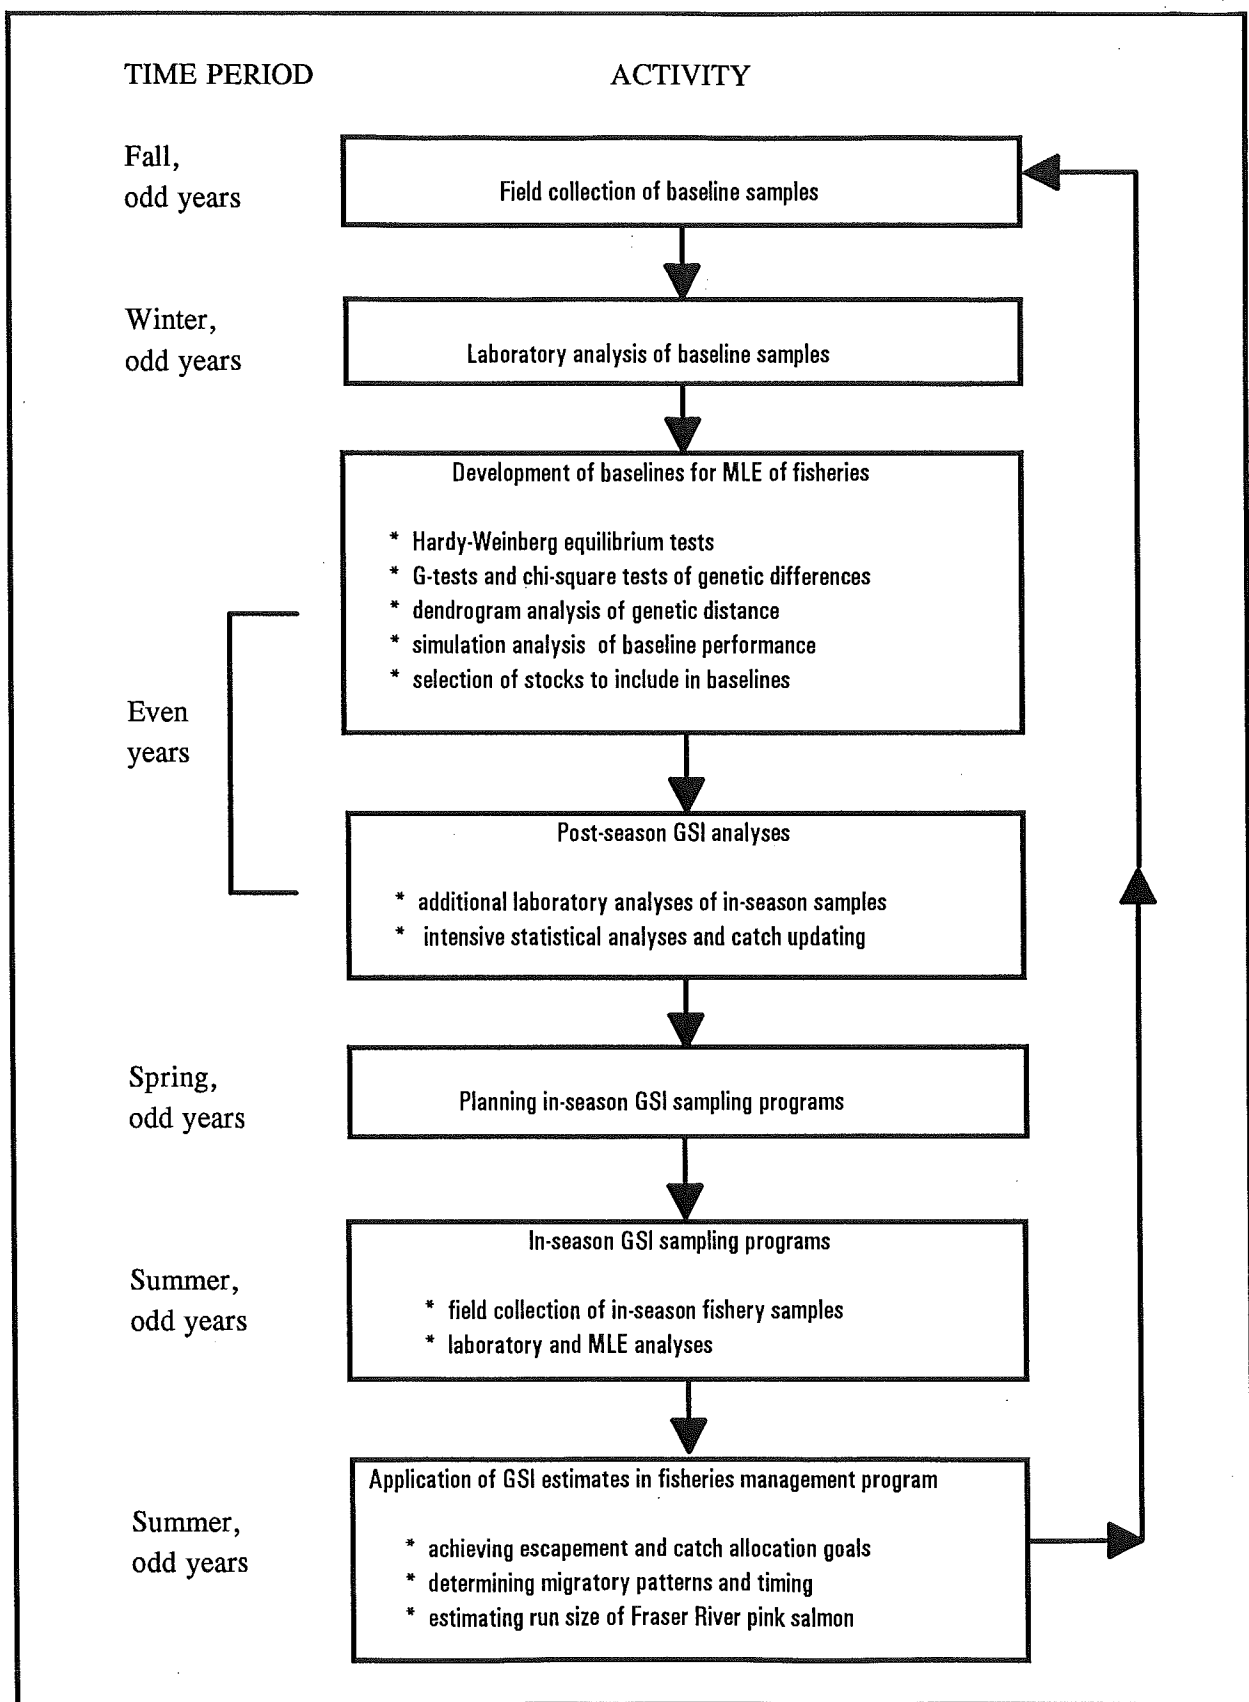 TIME PERIOD ACTIVITY
Fall,
odd years
Field collection of baseline samples
Winter,
odd years
Laboratory analysis of baseline samples
Development of baselines for MLE of fisheries
* Hardy-Weinberg equilibrium tests
* G-tests and chi-square tests of genetic differences
* dendrogram analysis of genetic distance
* simulation analysis of baseline performance
* selection of stocks to include in baselines
Even
years
Post-season GSI analyses
* additional laboratory analyses of in-season samples
* intensive statistical analyses and catch updating
Spring,
odd years
Planning in-season GSI sampling programs
In-season GSI sampling programs
Summer,
odd years
* field collection of in-season fishery samples
* laboratory and MLE analyses
Application of GSI estimates in fisheries management program
Summer,
odd years
* achieving escapement and catch allocation goals
* determining migratory patterns and timing
* estimating run size of Fraser River pink salmon